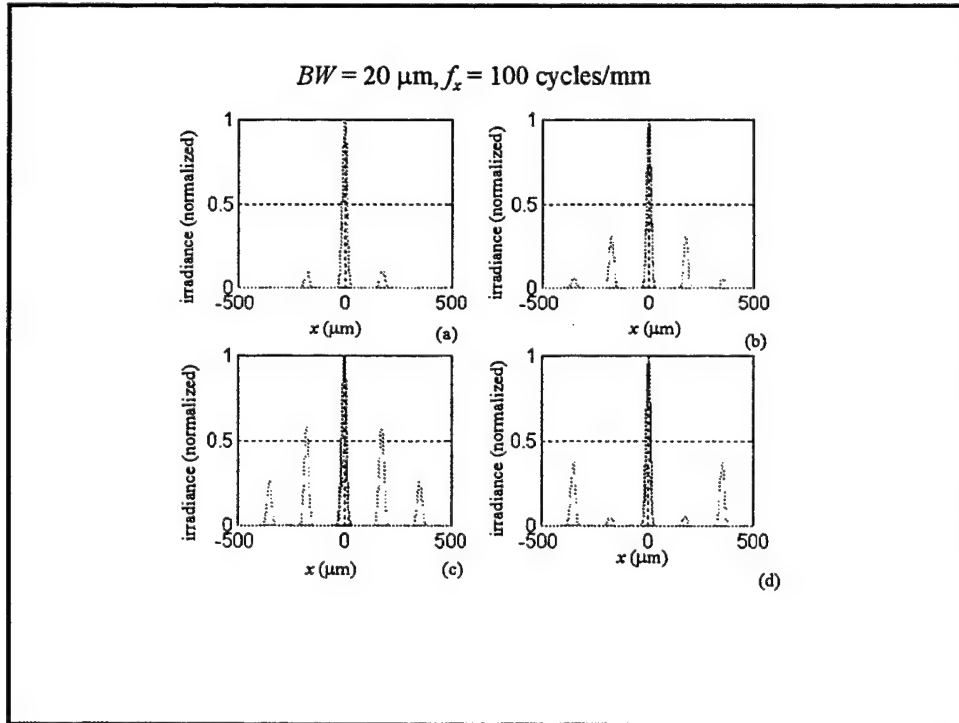 BW = 20 μm, fₓ = 100 cycles/mm
irradiance (normalized)
1
0.5
0
-500
0
500
x (μm)
(a)
irradiance (normalized)
1
0.5
0
-500
0
500
x (μm)
(b)
irradiance (normalized)
1
0.5
0
-500
0
500
x (μm)
(c)
irradiance (normalized)
1
0.5
0
-500
0
500
x (μm)
(d)